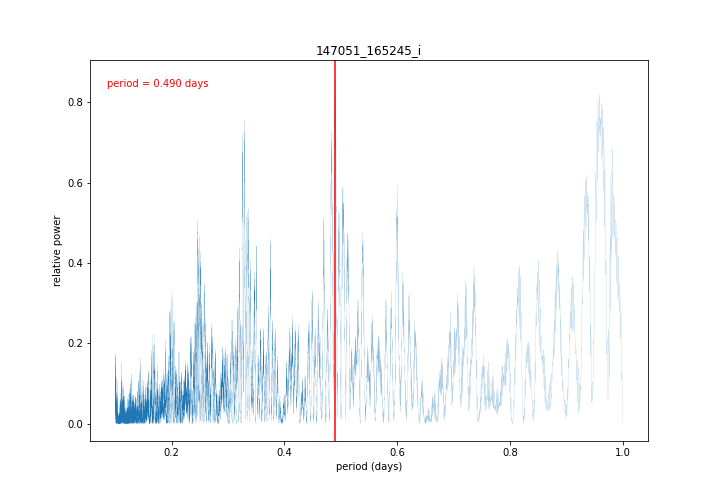 147051_165245_i
period = 0.490 days
relative power
0.8
0.6
0.4
0.2
0.0
0.2 0.4 0.6 0.8 1.0
period (days)